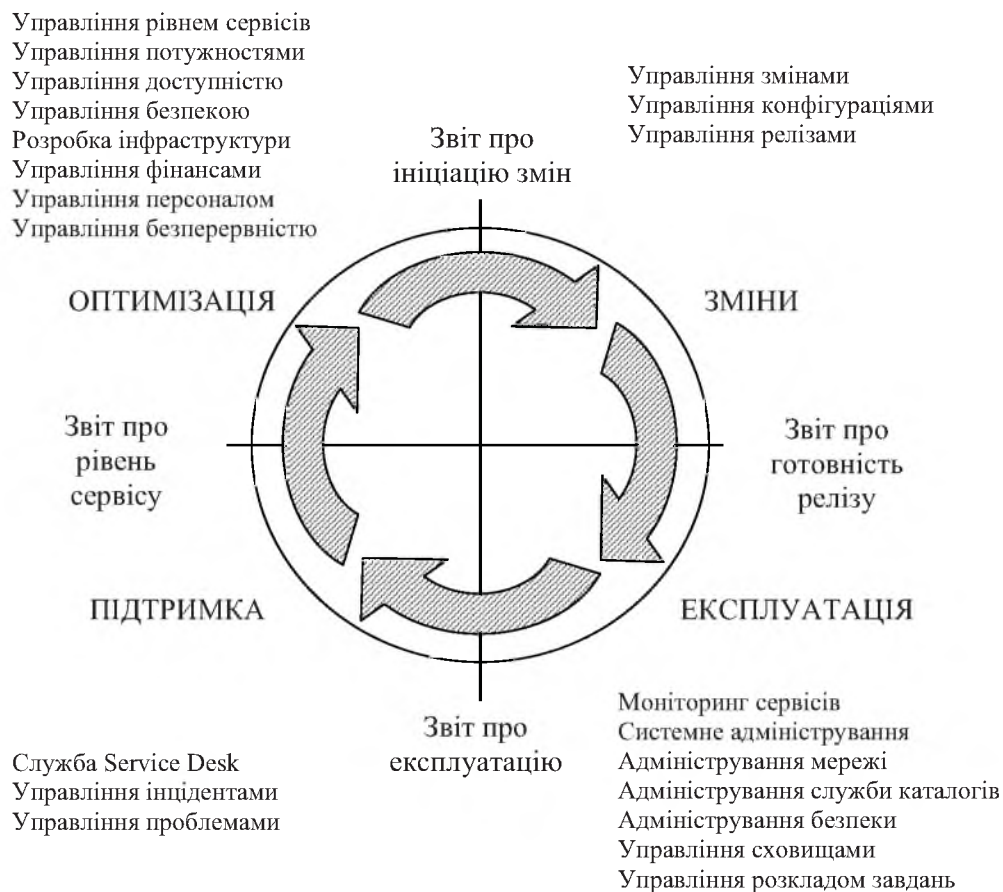 Управління рівнем сервісів
Управління потужностями
Управління доступністю
Управління безпекою
Розробка інфраструктури
Управління фінансами
Управління персоналом
Управління безперервністю
Управління змінами
Управління конфігураціями
Управління релізами
Звіт про
ініціацію змін
ОПТИМІЗАЦІЯ
ЗМІНИ
Звіт про
рівень
сервісу
Звіт про
готовність
релізу
ПІДТРИМКА
ЕКСПЛУАТАЦІЯ
Звіт про
експлуатацію
Служба Service Desk
Управління інцідентами
Управління проблемами
Моніторинг сервісів
Системне адміністрування
Адміністрування мережі
Адміністрування служби каталогів
Адміністрування безпеки
Управління сховищами
Управління розкладом завдань